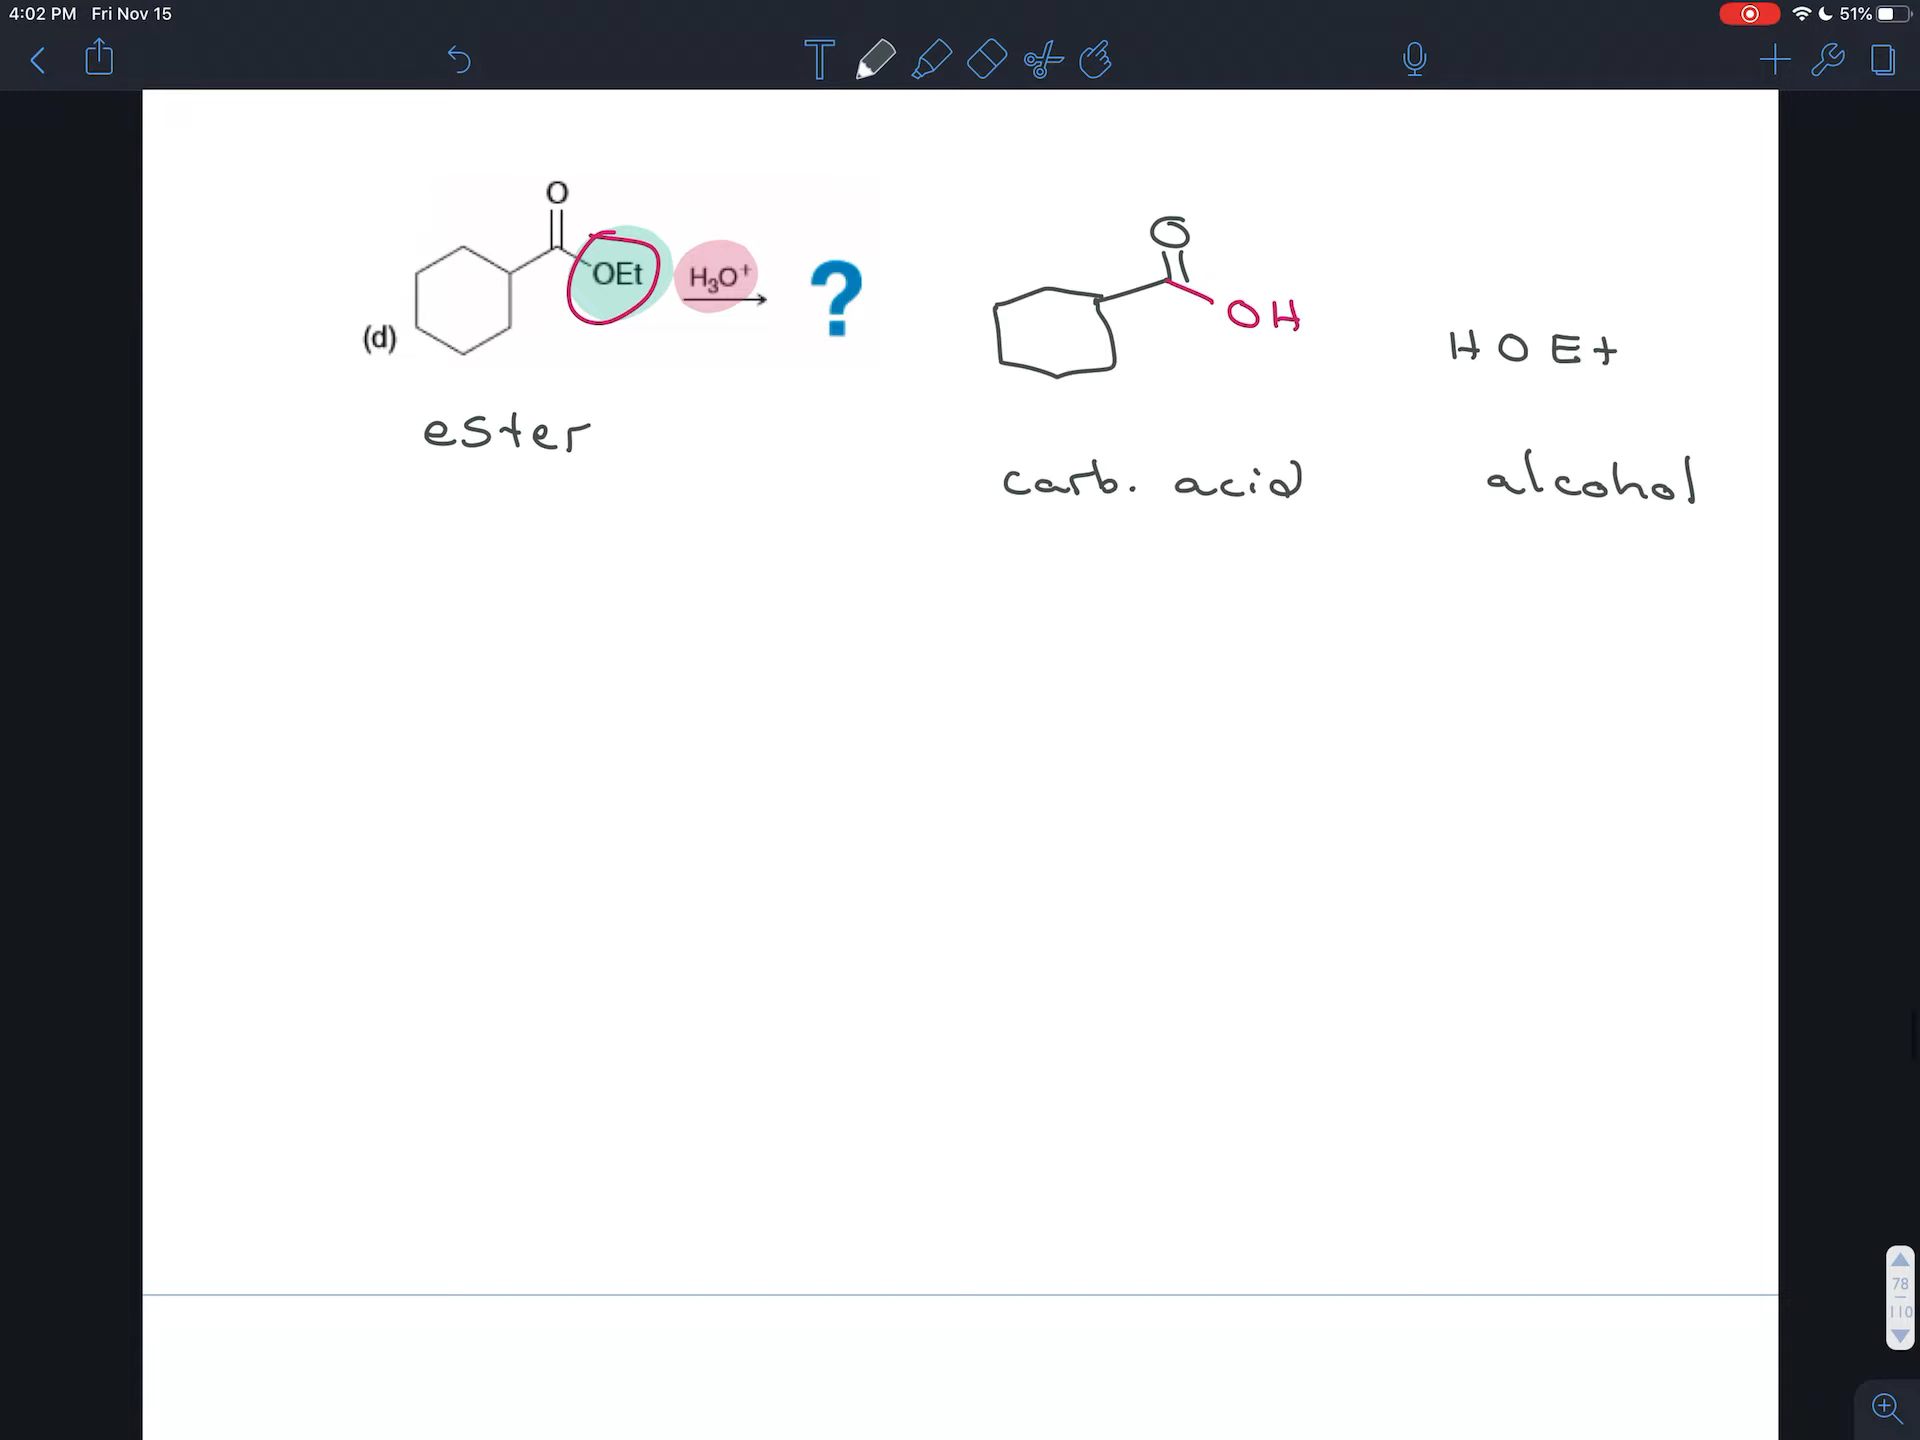 4:02 PM Fri Nov 15
51%
O
OEt
H₃O⁺
?
(d)
O
OH
HOEt
ester
carb. acid
alcohol
78
110